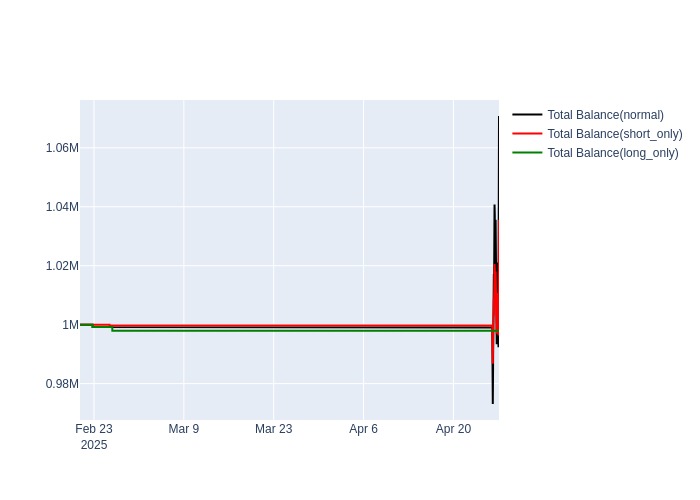 Total Balance(normal)
Total Balance(short_only)
Total Balance(long_only)
1.06M
1.04M
1.02M
1M
0.98M
Feb 23
2025
Mar 9
Mar 23
Apr 6
Apr 20